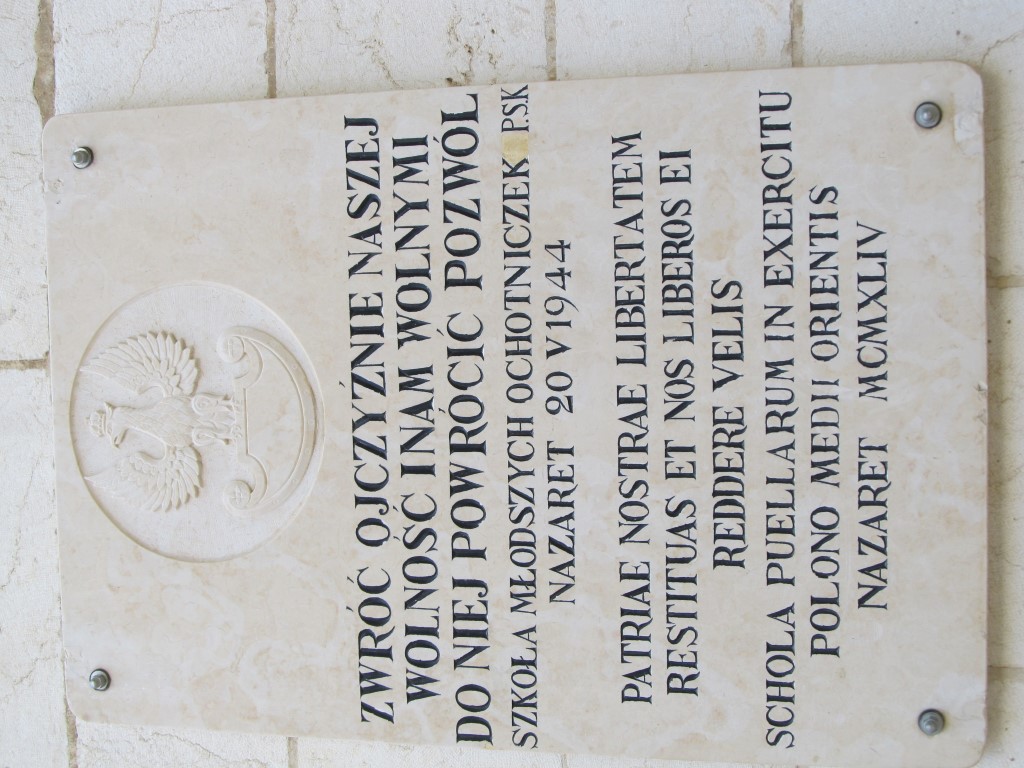 ZWRÓĆ OJCZYŹNIE NASZEJ
WOLNOŚĆ I NAM WOLNYMI
DO NIEJ POWRÓCIĆ POZWÓL
SZKOŁA MŁODSZYCH OCHOTNICZEK P.S.K
NAZARET 20 V 1944
PATRIAE NOSTRAE LIBERTATEM
RESTITUAS ET NOS LIBEROS EI
REDDERE VELIS
SCHOLA PUELLARUM IN EXERCITU
POLONO MEDII ORIENTIS
NAZARET MCMXLIV